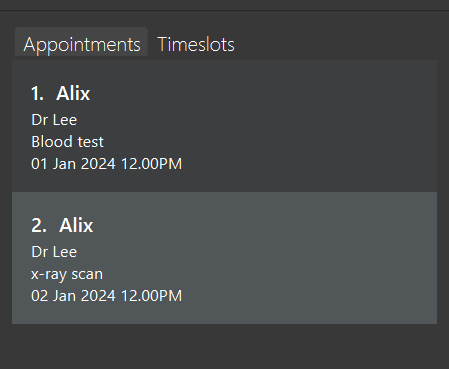 Appointments Timeslots
1. Alix
Dr Lee
Blood test
01 Jan 2024 12.00PM
2. Alix
Dr Lee
x-ray scan
02 Jan 2024 12.00PM